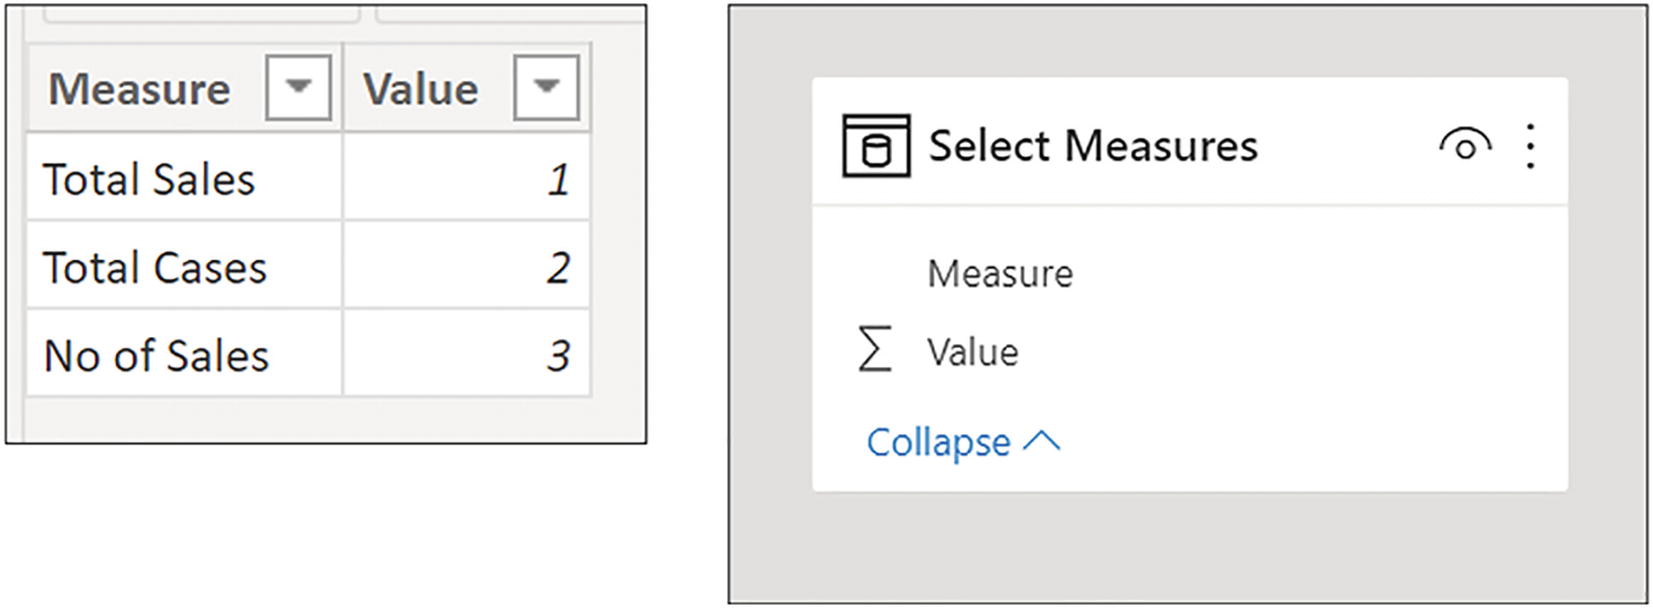 Measure Value
Total Sales 1
Total Cases 2
No of Sales 3
Select Measures
Measure
Σ Value
Collapse